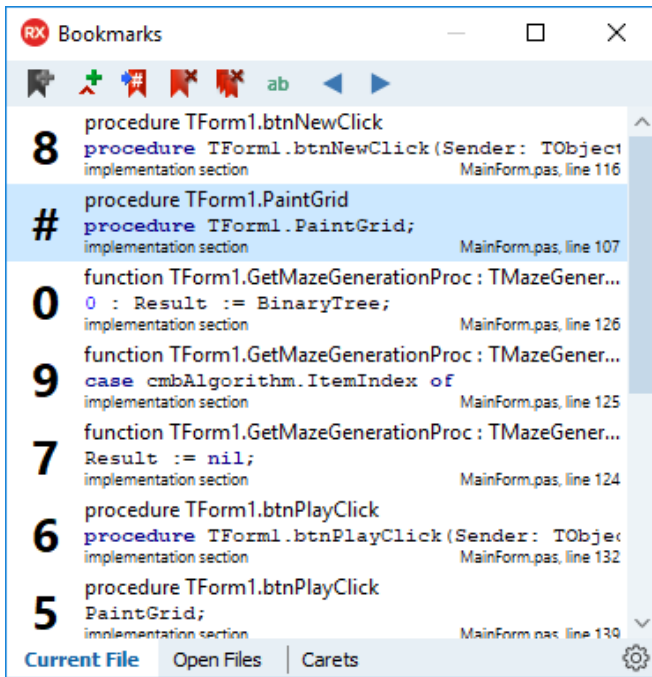 RX Bookmarks
# ab
procedure TForm1.btnNewClick
8 procedure TForm1.btnNewClick(Sender: TObject
implementation section MainForm.pas, line 116
procedure TForm1.PaintGrid
# procedure TForm1.PaintGrid;
implementation section MainForm.pas, line 107
function TForm1.GetMazeGenerationProc : TMazeGener...
0 0 : Result := BinaryTree;
implementation section MainForm.pas, line 126
function TForm1.GetMazeGenerationProc : TMazeGener...
9 case cmbAlgorithm.ItemIndex of
implementation section MainForm.pas, line 125
function TForm1.GetMazeGenerationProc : TMazeGener...
7 Result := nil;
implementation section MainForm.pas, line 124
procedure TForm1.btnPlayClick
6 procedure TForm1.btnPlayClick(Sender: TObjec
implementation section MainForm.pas, line 132
procedure TForm1.btnPlayClick
5 PaintGrid;
implementation section MainForm.pas, line 139
Current File Open Files Carets